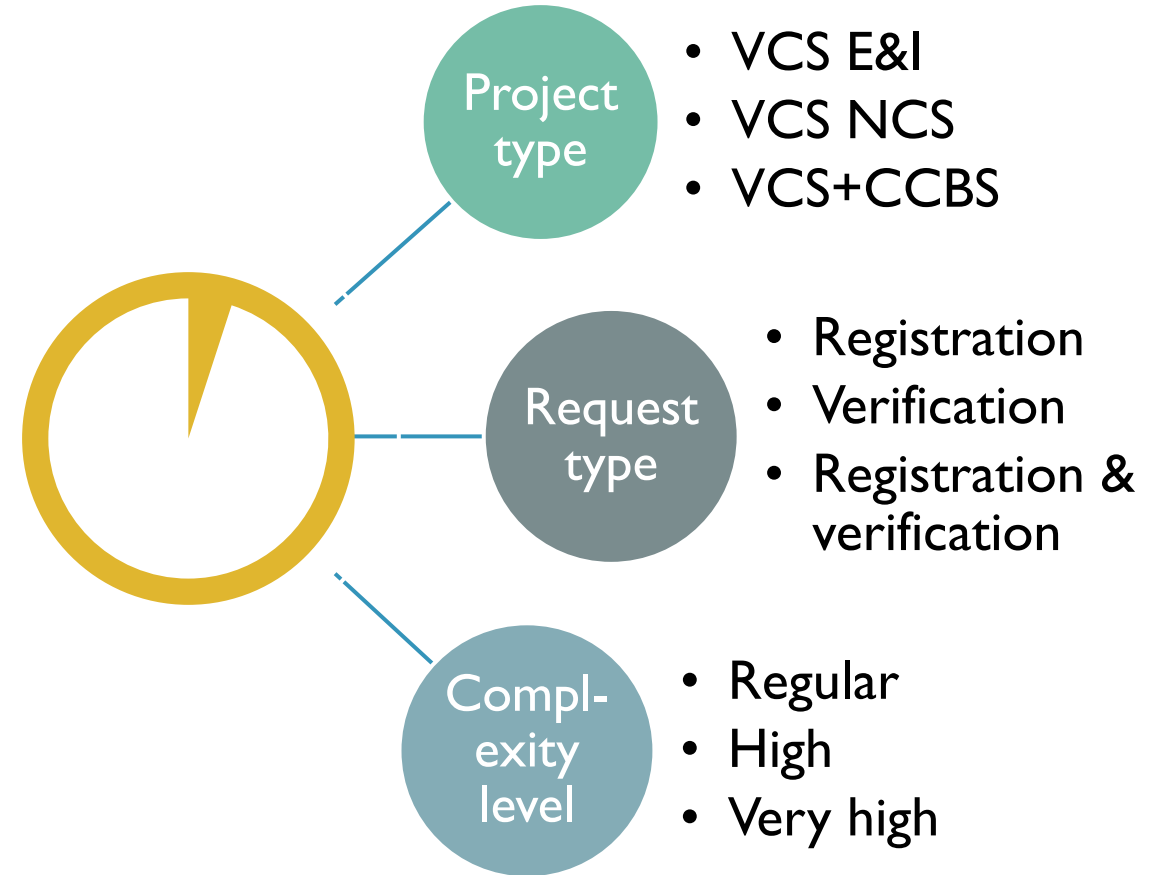 Project
type
• VCS E&I
• VCS NCS
• VCS+CCBS
Request
type
• Registration
• Verification
• Registration &
verification
Compl-
exity
level
• Regular
• High
• Very high